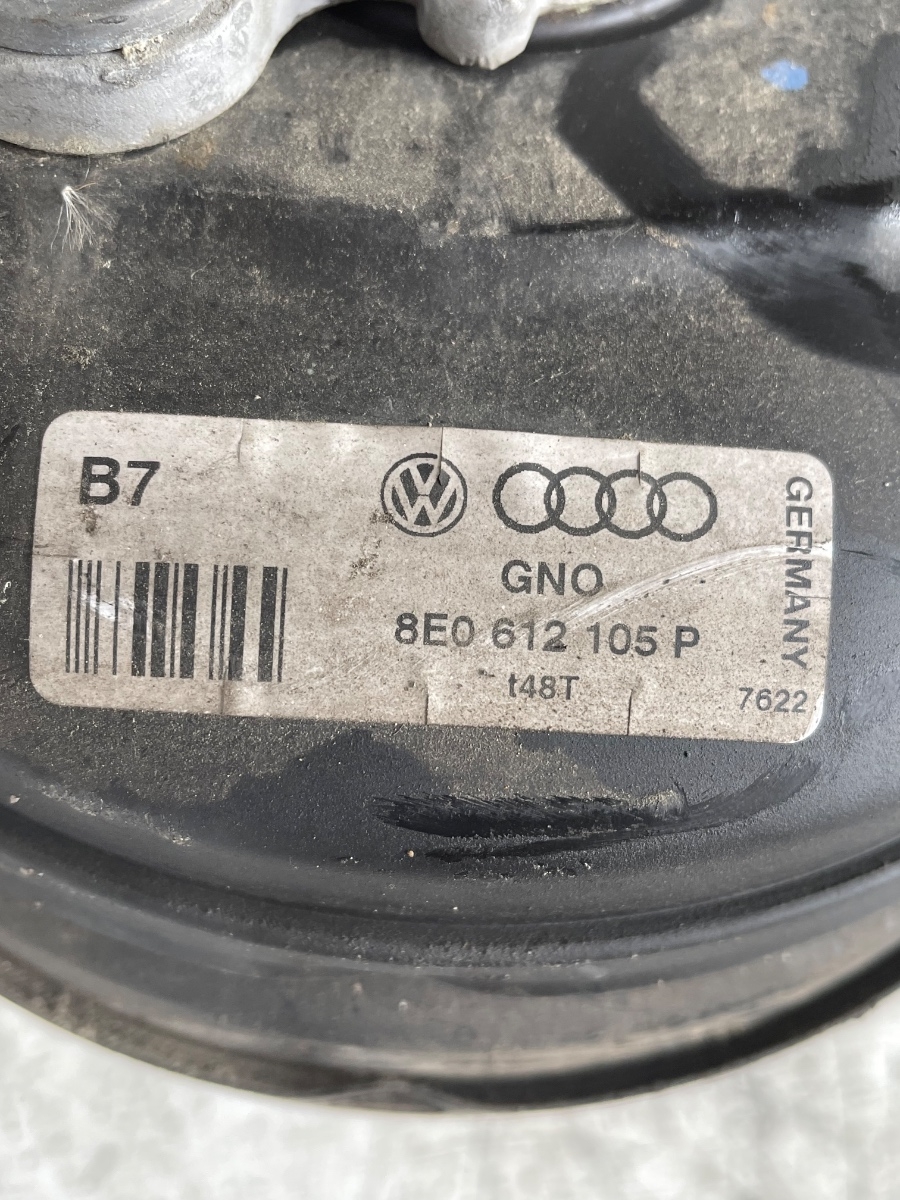 B7
GNO
8E0 612 105 P
t48T
7622
GERMANY